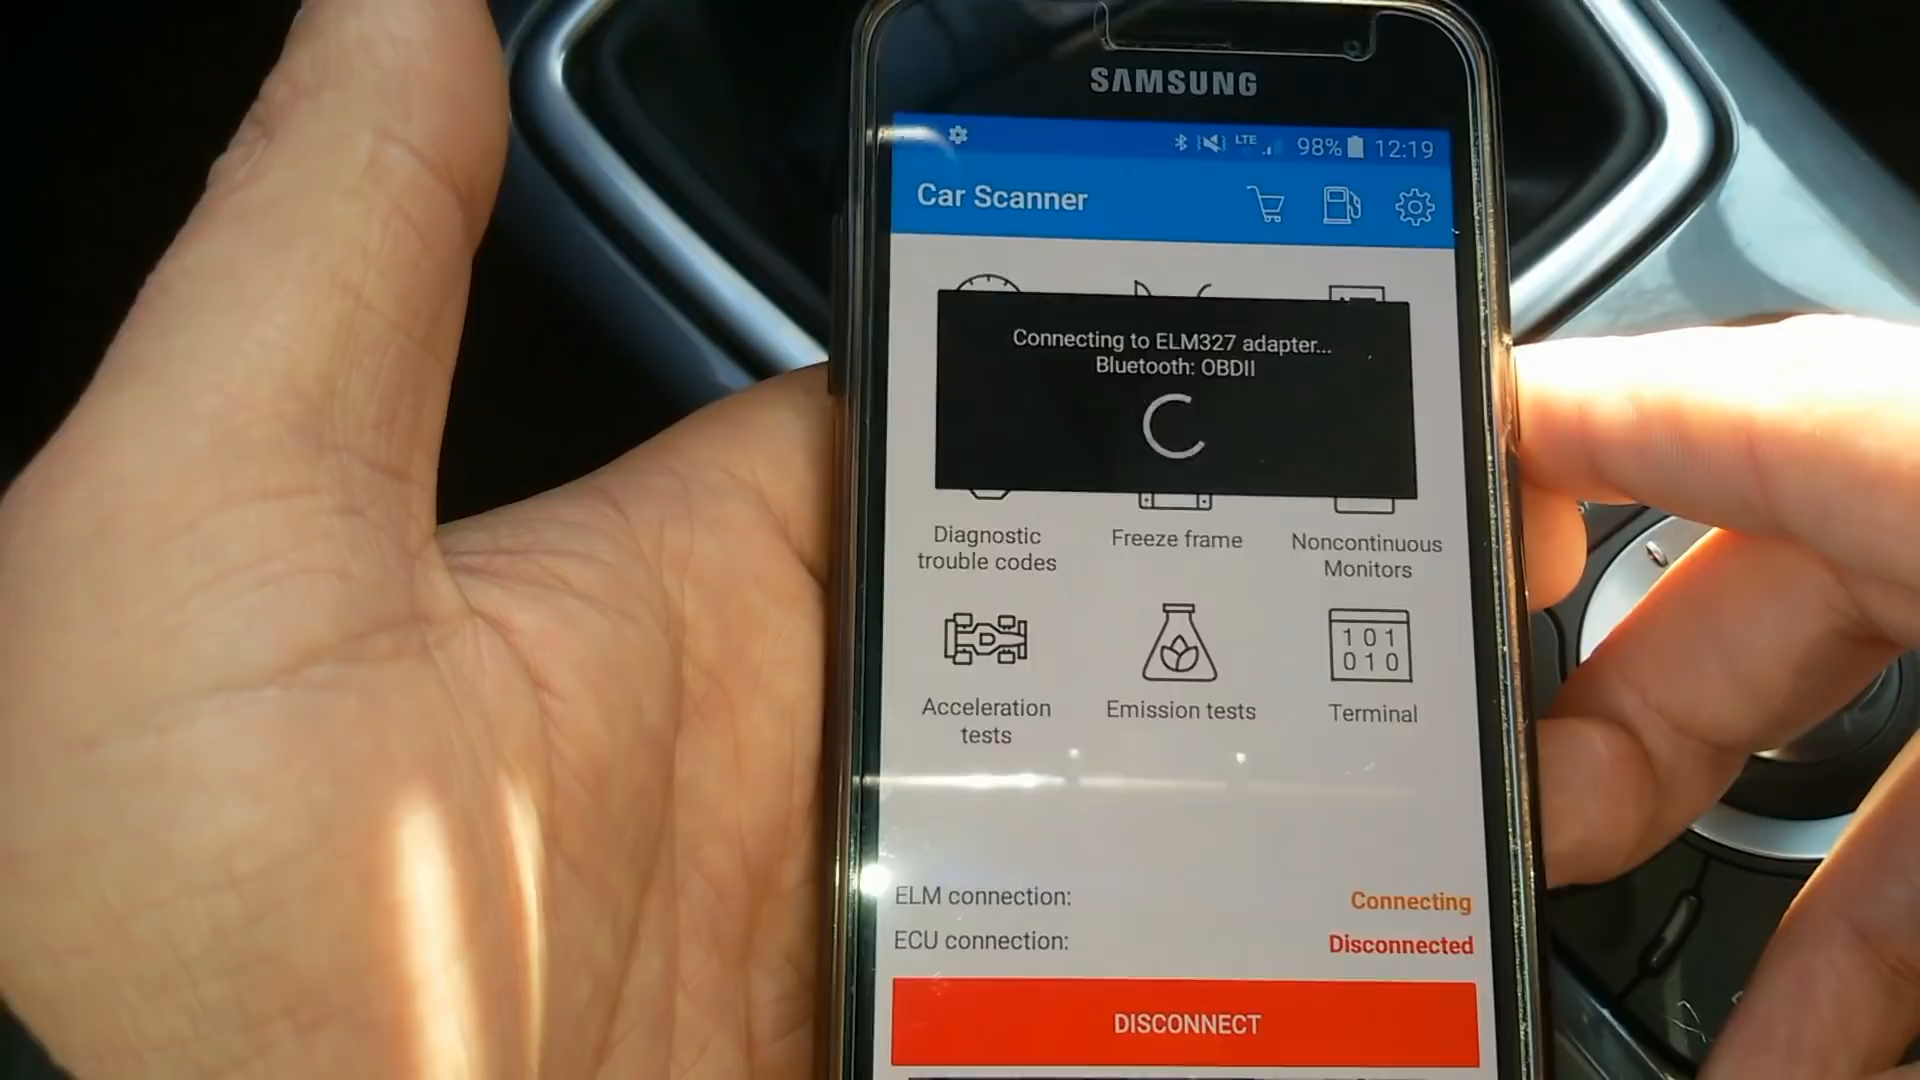 SAMSUNG
LTE 98% 12:19
Car Scanner
Connecting to ELM327 adapter...
Bluetooth: OBDII
Diagnostic
trouble codes
Freeze frame
Noncontinuous
Monitors
101
010
Acceleration
tests
Emission tests
Terminal
ELM connection: Connecting
ECU connection: Disconnected
DISCONNECT